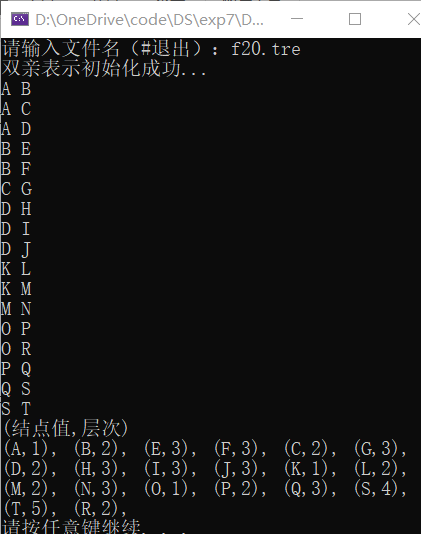 D:\OneDrive\code\DS\exp7\D...
请输入文件名（#退出）：f20.tre
双亲表示初始化成功...
A B
A C
A D
B E
B F
C G
D H
D I
D J
K L
K M
M N
O P
O R
P Q
Q S
S T
(结点值,层次)
(A,1), (B,2), (E,3), (F,3), (C,2), (G,3),
(D,2), (H,3), (I,3), (J,3), (K,1), (L,2),
(M,2), (N,3), (O,1), (P,2), (Q,3), (S,4),
(T,5), (R,2),
请按任意键继续. . .